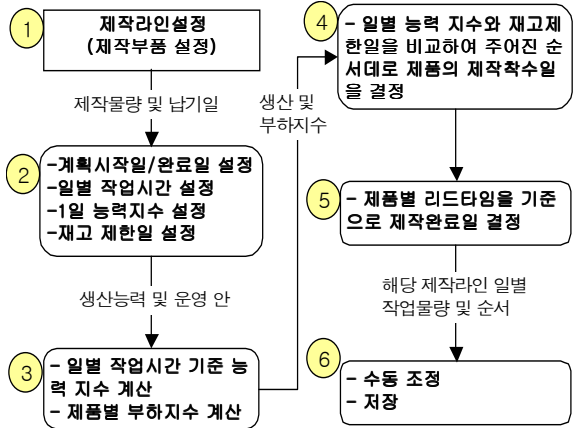 1
제작라인설정
(제작부품 설정)
제작물량 및 납기일
2
-계획시작일/완료일 설정
-일별 작업시간 설정
-1일 능력지수 설정
-재고 제한일 설정
생산능력 및 운영 안
3
- 일별 작업시간 기준 능
력 지수 계산
- 제품별 부하지수 계산
생산 및
부하지수
4
- 일별 능력 지수와 재고제
한일을 비교하여 주어진 순
서데로 제품의 제작착수일
을 결정
5
- 제품별 리드타임을 기준
으로 제작완료일 결정
해당 제작라인 일별
작업물량 및 순서
6
- 수동 조정
- 저장